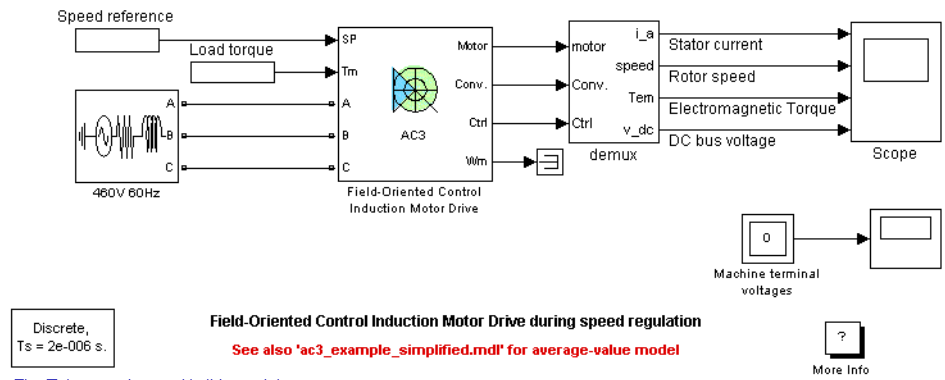 Speed reference
SP
Load torque
Tm
A
B
C
460V 60Hz
A
B
C
AC3
Motor
Conv.
Ctrl
Wm
Field-Oriented Control
Induction Motor Drive
motor
Conv.
Ctrl
i_a
speed
Tem
v_dc
demux
Stator current
Rotor speed
Electromagnetic Torque
DC bus voltage
Scope
0
Machine terminal
voltages
Discrete,
Ts = 2e-006 s.
Field-Oriented Control Induction Motor Drive during speed regulation
See also 'ac3_example_simplified.mdl' for average-value model
?
More Info